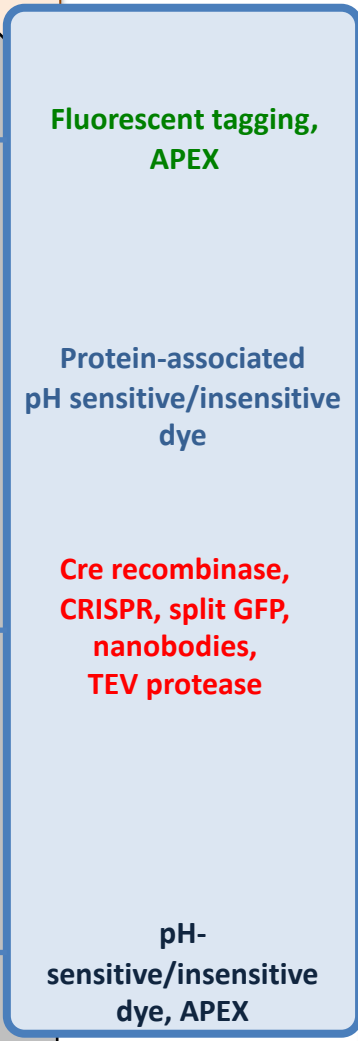 Fluorescent tagging,
APEX
Protein-associated
pH sensitive/insensitive
dye
Cre recombinase,
CRISPR, split GFP,
nanobodies,
TEV protease
pH-
sensitive/insensitive
dye, APEX